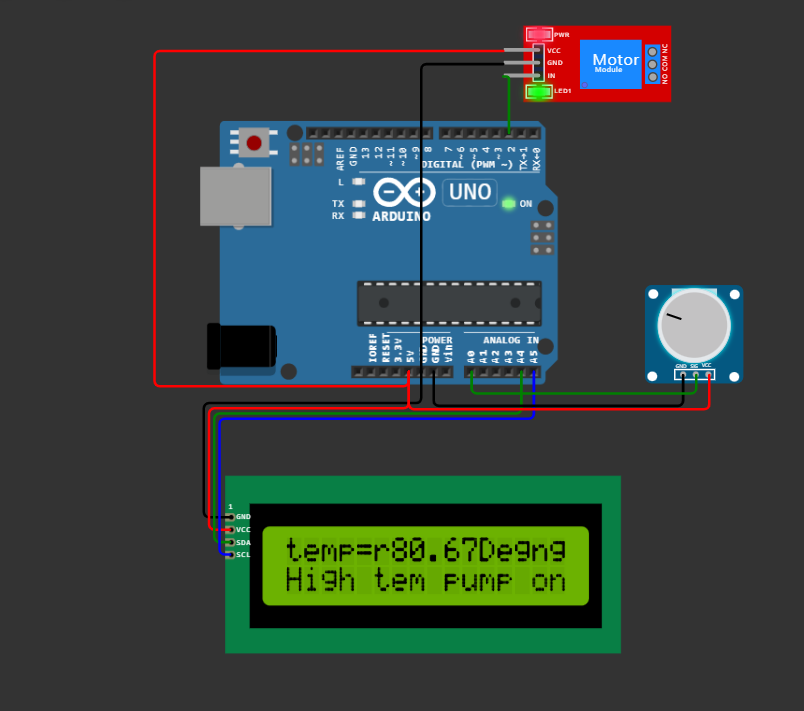 PWR
VCC
GND
IN
LED1
Motor
Module
NO COM NC
AREF
GND
13
12
~11
~10
~9
8
7
~6
~5
4
~3
2
TX→1
RX←0
DIGITAL (PWM ~)
L
TX
RX
UNO
ARDUINO
ON
POWER
ANALOG IN
IOREF
RESET
3.3V
5V
GND
GND
Vin
A0
A1
A2
A3
A4
A5
GND SIG VCC
1
GND
VCC
SDA
SCL
temp=r80.67Degng
High tem pump on